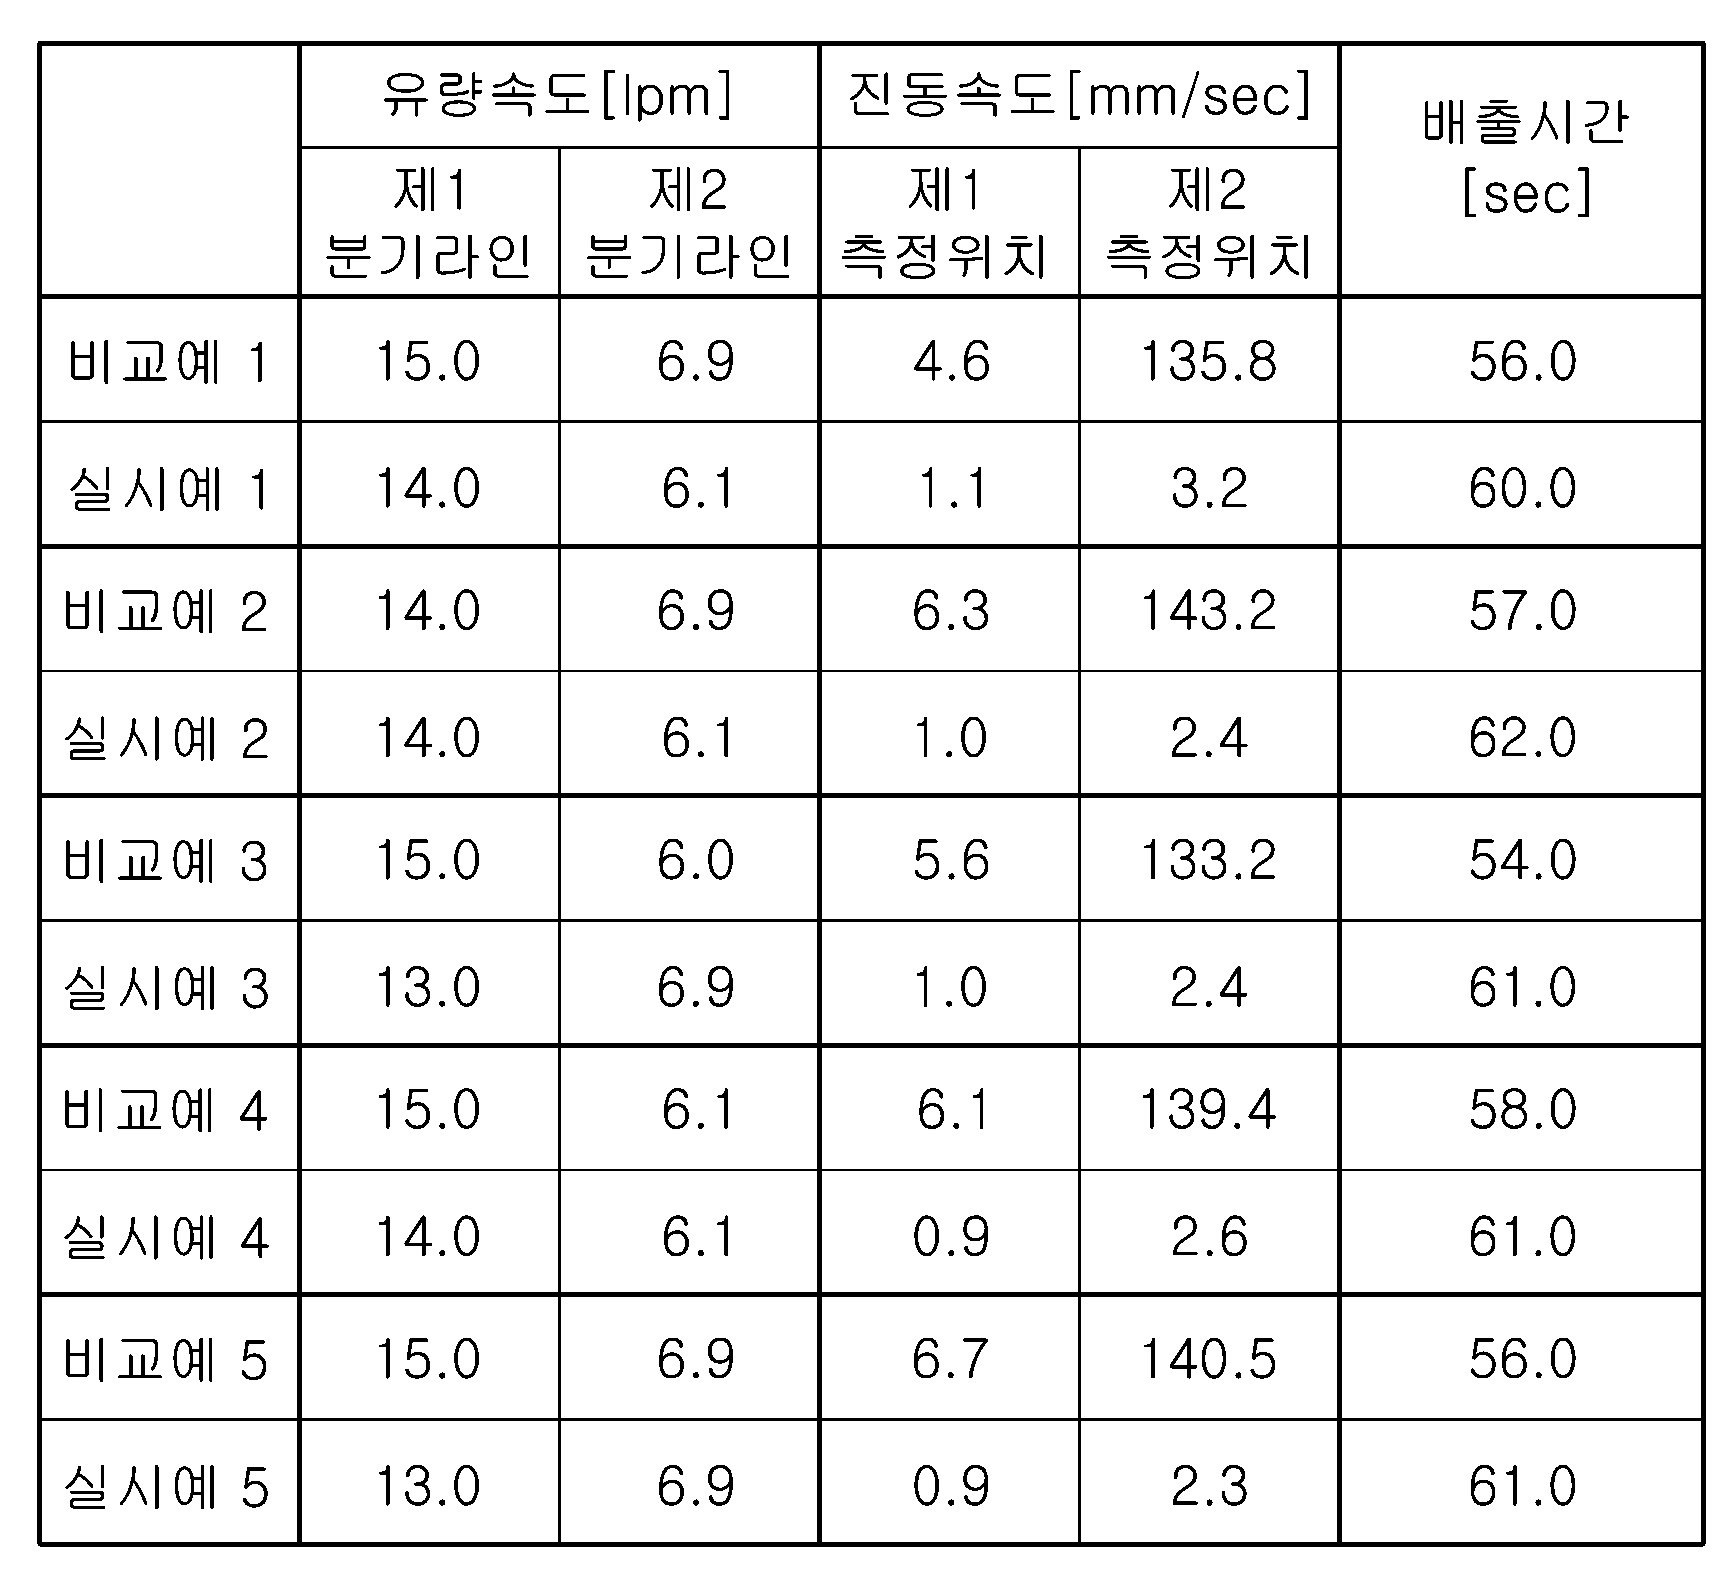 유량속도[lpm] 진동속도[mm/sec] 배출시간
[sec]
제1 제2 제1 제2
분기라인 분기라인 측정위치 측정위치
비교예 1 15.0 6.9 4.6 135.8 56.0
실시예 1 14.0 6.1 1.1 3.2 60.0
비교예 2 14.0 6.9 6.3 143.2 57.0
실시예 2 14.0 6.1 1.0 2.4 62.0
비교예 3 15.0 6.0 5.6 133.2 54.0
실시예 3 13.0 6.9 1.0 2.4 61.0
비교예 4 15.0 6.1 6.1 139.4 58.0
실시예 4 14.0 6.1 0.9 2.6 61.0
비교예 5 15.0 6.9 6.7 140.5 56.0
실시예 5 13.0 6.9 0.9 2.3 61.0